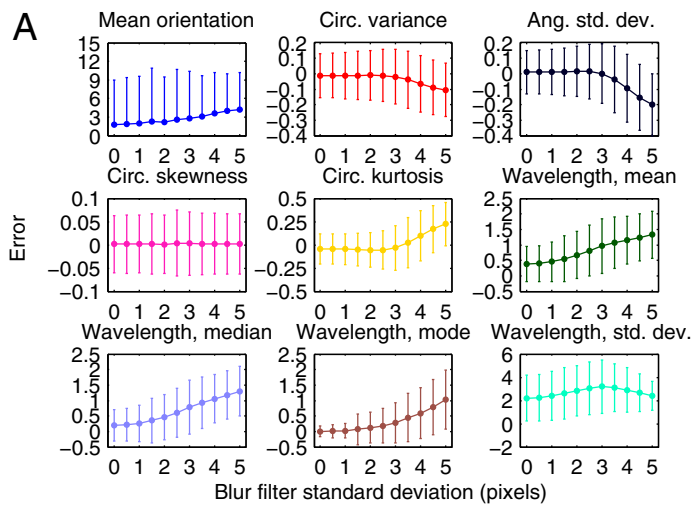 A
Mean orientation
Circ. variance
Ang. std. dev.
15
12
9
6
3
0
0 1 2 3 4 5
0.2
0.1
0
−0.1
−0.2
−0.3
−0.4
0 1 2 3 4 5
0.2
0.1
0
−0.1
−0.2
−0.3
−0.4
0 1 2 3 4 5
Circ. skewness
Circ. kurtosis
Wavelength, mean
Error
0.1
0.05
0
−0.05
−0.1
0 1 2 3 4 5
0.5
0.25
0
−0.25
−0.5
0 1 2 3 4 5
2.5
1.5
0.5
−0.5
0 1 2 3 4 5
Wavelength, median
Wavelength, mode
Wavelength, std. dev.
2.5
2
1.5
1
0.5
0
−0.5
0 1 2 3 4 5
2.5
2
1.5
1
0.5
0
−0.5
0 1 2 3 4 5
6
4
2
0
−2
0 1 2 3 4 5
Blur filter standard deviation (pixels)